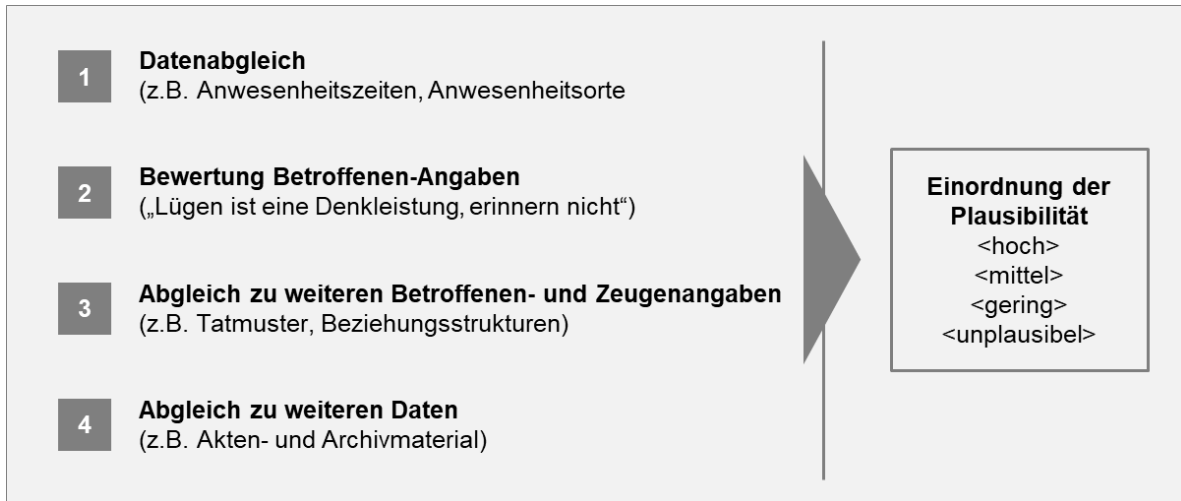 1
Datenabgleich
(z.B. Anwesenheitszeiten, Anwesenheitsorte
2
Bewertung Betroffenen-Angaben
(„Lügen ist eine Denkleistung, erinnern nicht“)
3
Abgleich zu weiteren Betroffenen- und Zeugenangaben
(z.B. Tatmuster, Beziehungsstrukturen)
4
Abgleich zu weiteren Daten
(z.B. Akten- und Archivmaterial)
Einordnung der
Plausibilität
<hoch>
<mittel>
<gering>
<unplausibel>